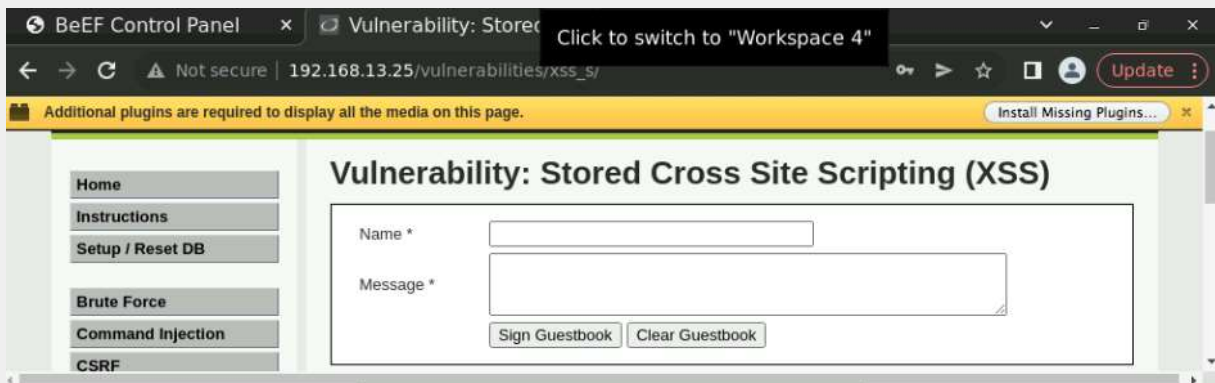 BeEF Control Panel
Vulnerability: Stored
Click to switch to "Workspace 4"
Not secure | 192.168.13.25/vulnerabilities/xss_s/
Update
Additional plugins are required to display all the media on this page.
Install Missing Plugins...
Vulnerability: Stored Cross Site Scripting (XSS)
Home
Instructions
Setup / Reset DB
Brute Force
Command Injection
CSRF
Name *
Message *
Sign Guestbook Clear Guestbook